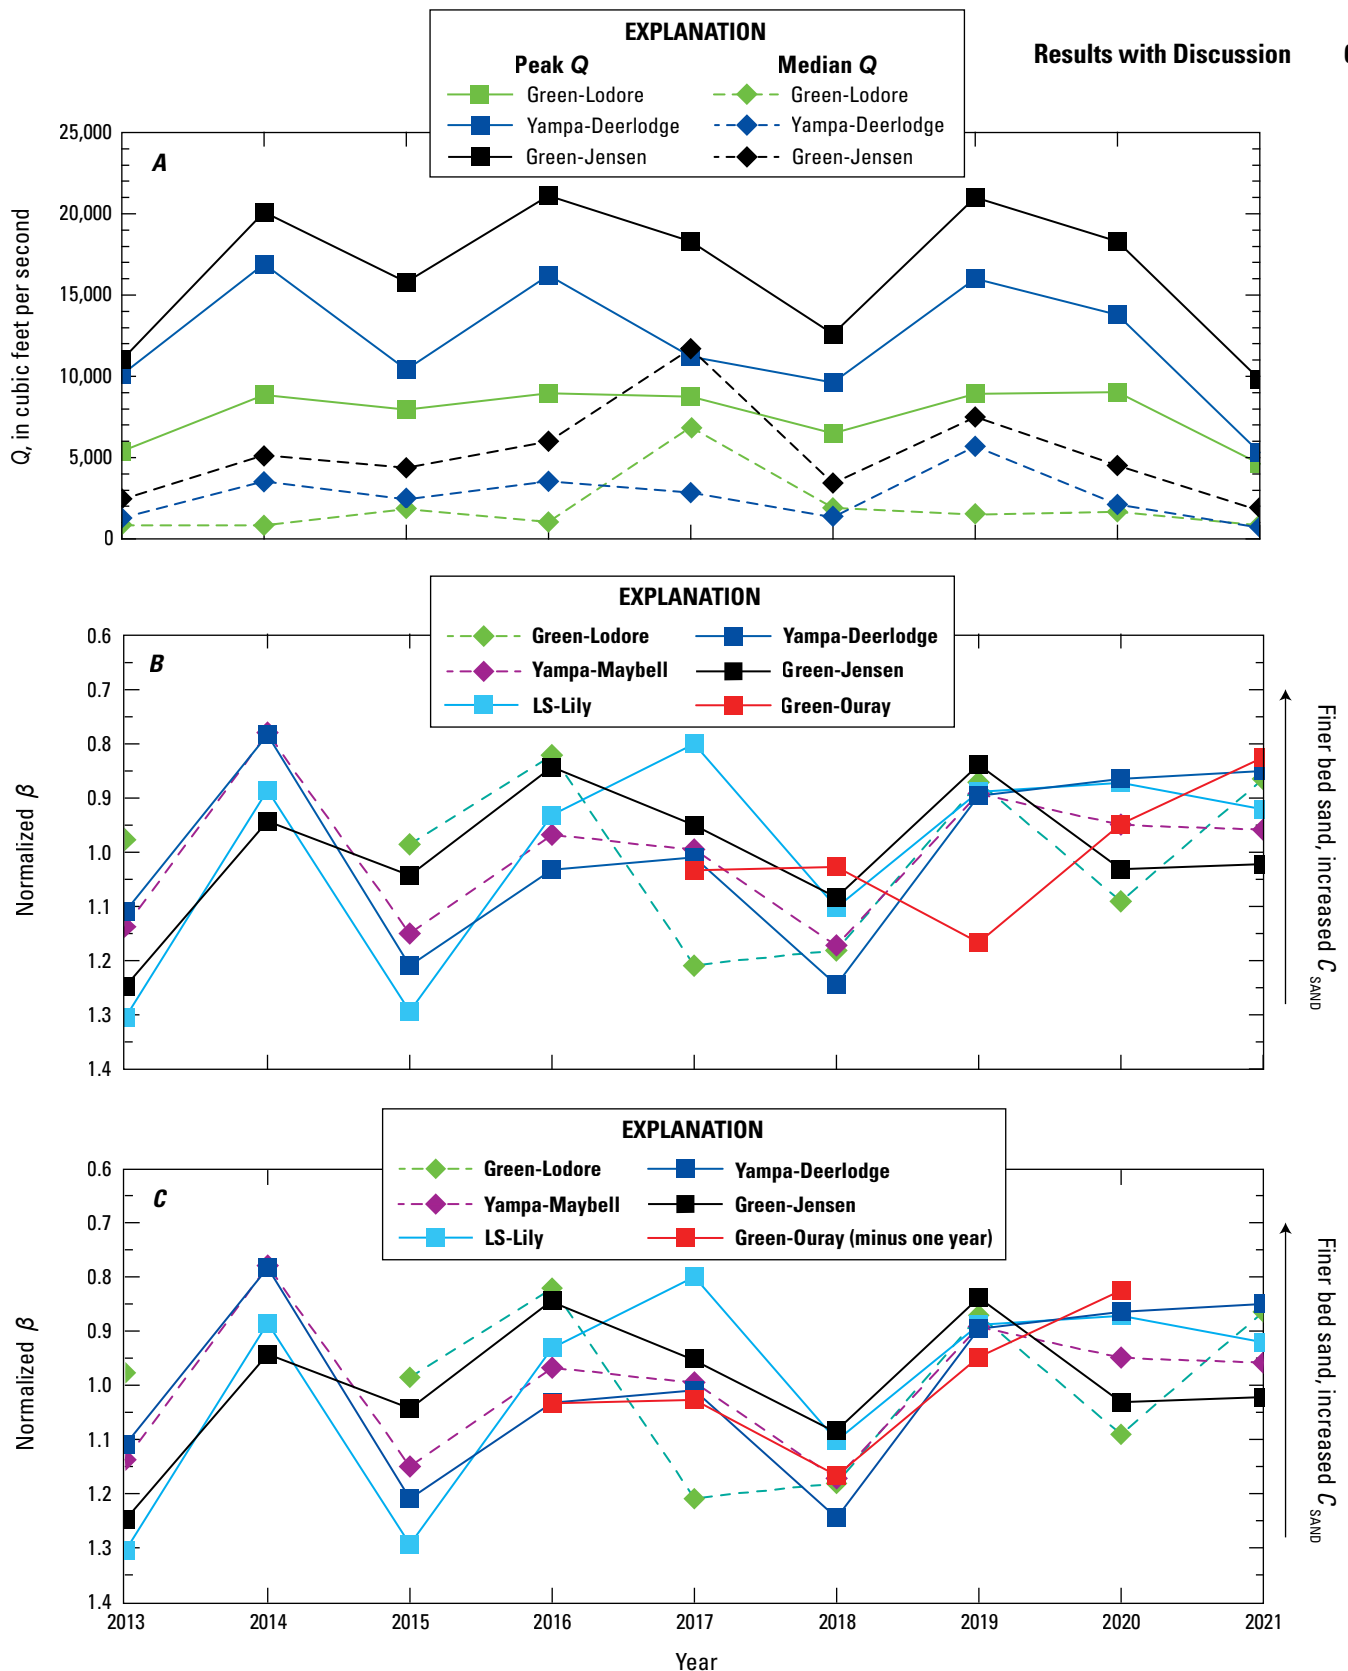 Results with Discussion
EXPLANATION
Peak Q
Median Q
Green-Lodore
Green-Lodore
Yampa-Deerlodge
Yampa-Deerlodge
Green-Jensen
Green-Jensen
A
25,000
20,000
15,000
10,000
5,000
0
Q, in cubic feet per second
EXPLANATION
Green-Lodore
Yampa-Deerlodge
Yampa-Maybell
Green-Jensen
LS-Lily
Green-Ouray
B
0.6
0.7
0.8
0.9
1.0
1.1
1.2
1.3
1.4
Normalized β
Finer bed sand, increased C SAND
EXPLANATION
Green-Lodore
Yampa-Deerlodge
Yampa-Maybell
Green-Jensen
LS-Lily
Green-Ouray (minus one year)
C
0.6
0.7
0.8
0.9
1.0
1.1
1.2
1.3
1.4
Normalized β
Finer bed sand, increased C SAND
2013 2014 2015 2016 2017 2018 2019 2020 2021
Year